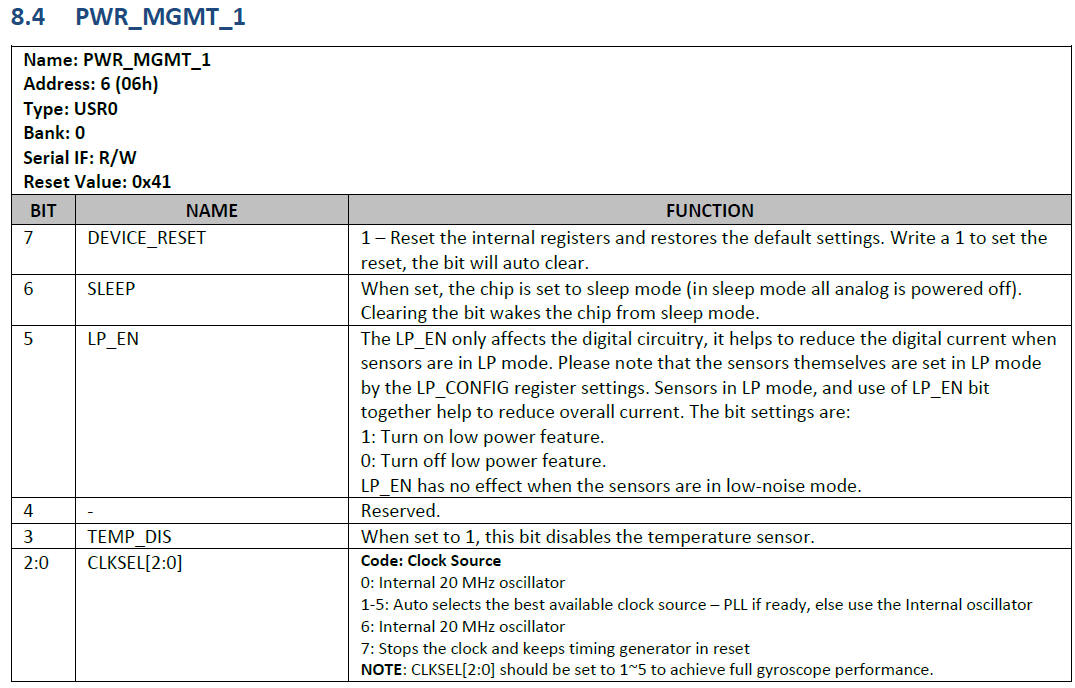 8.4 PWR_MGMT_1
Name: PWR_MGMT_1
Address: 6 (06h)
Type: USR0
Bank: 0
Serial IF: R/W
Reset Value: 0x41
BIT NAME FUNCTION
7 DEVICE_RESET 1 – Reset the internal registers and restores the default settings. Write a 1 to set the
reset, the bit will auto clear.
6 SLEEP When set, the chip is set to sleep mode (in sleep mode all analog is powered off).
Clearing the bit wakes the chip from sleep mode.
5 LP_EN The LP_EN only affects the digital circuitry, it helps to reduce the digital current when
sensors are in LP mode. Please note that the sensors themselves are set in LP mode
by the LP_CONFIG register settings. Sensors in LP mode, and use of LP_EN bit
together help to reduce overall current. The bit settings are:
1: Turn on low power feature.
0: Turn off low power feature.
LP_EN has no effect when the sensors are in low-noise mode.
4 - Reserved.
3 TEMP_DIS When set to 1, this bit disables the temperature sensor.
2:0 CLKSEL[2:0] Code: Clock Source
0: Internal 20 MHz oscillator
1-5: Auto selects the best available clock source – PLL if ready, else use the Internal oscillator
6: Internal 20 MHz oscillator
7: Stops the clock and keeps timing generator in reset
NOTE: CLKSEL[2:0] should be set to 1~5 to achieve full gyroscope performance.